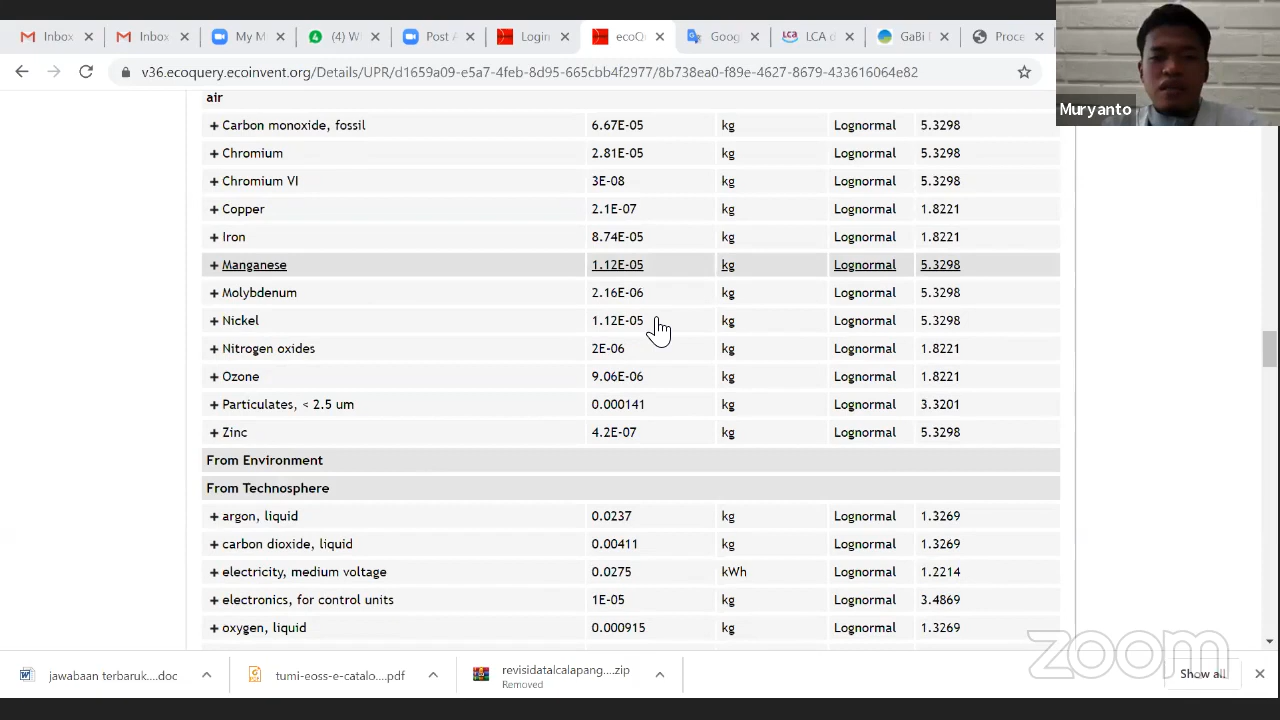 Inbox
Inbox
My M
(4) W
Post A
Login
ecoQu
Goog
LCA d
GaBi D
Proce
v36.ecoquery.ecoinvent.org/Details/UPR/d1659a09-e5a7-4feb-8d93-665cbb4f2977/8b738ea0-f89e-4627-8679-433616064e82
Muryanto
air
+ Carbon monoxide, fossil 6.67E-05 kg Lognormal 5.3298
+ Chromium 2.81E-05 kg Lognormal 5.3298
+ Chromium VI 3E-08 kg Lognormal 5.3298
+ Copper 2.1E-07 kg Lognormal 1.8221
+ Iron 8.74E-05 kg Lognormal 1.8221
+ Manganese 1.12E-05 kg Lognormal 5.3298
+ Molybdenum 2.16E-06 kg Lognormal 5.3298
+ Nickel 1.12E-05 kg Lognormal 5.3298
+ Nitrogen oxides 2E-06 kg Lognormal 1.8221
+ Ozone 9.06E-06 kg Lognormal 1.8221
+ Particulates, < 2.5 um 0.000141 kg Lognormal 3.3201
+ Zinc 4.2E-07 kg Lognormal 5.3298
From Environment
From Technosphere
+ argon, liquid 0.0237 kg Lognormal 1.3269
+ carbon dioxide, liquid 0.00411 kg Lognormal 1.3269
+ electricity, medium voltage 0.0275 kWh Lognormal 1.2214
+ electronics, for control units 1E-05 kg Lognormal 3.4869
+ oxygen, liquid 0.000915 kg Lognormal 1.3269
zoom
jawabaan terbaruk....doc
tumi-eoss-e-camp....pdf
revisidatalcalapang....zip
Removed
Show all